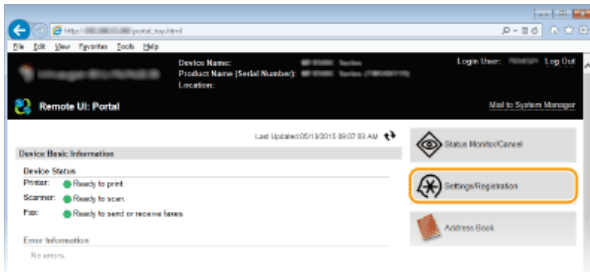 http:// portal_top.html
File Edit View Favorites Tools Help
Device Name: Series
Product Name (Serial Number): Series
Location:
Login User: Log Out
Remote UI: Portal
Mail to System Manager
Last Updated:05/13/2015 09:07:03 AM
Device Basic Information
Device Status
Printer: Ready to print.
Scanner: Ready to scan.
Fax: Ready to send or receive faxes.
Error Information
No errors.
Status Monitor/Cancel
Settings/Registration
Address Book